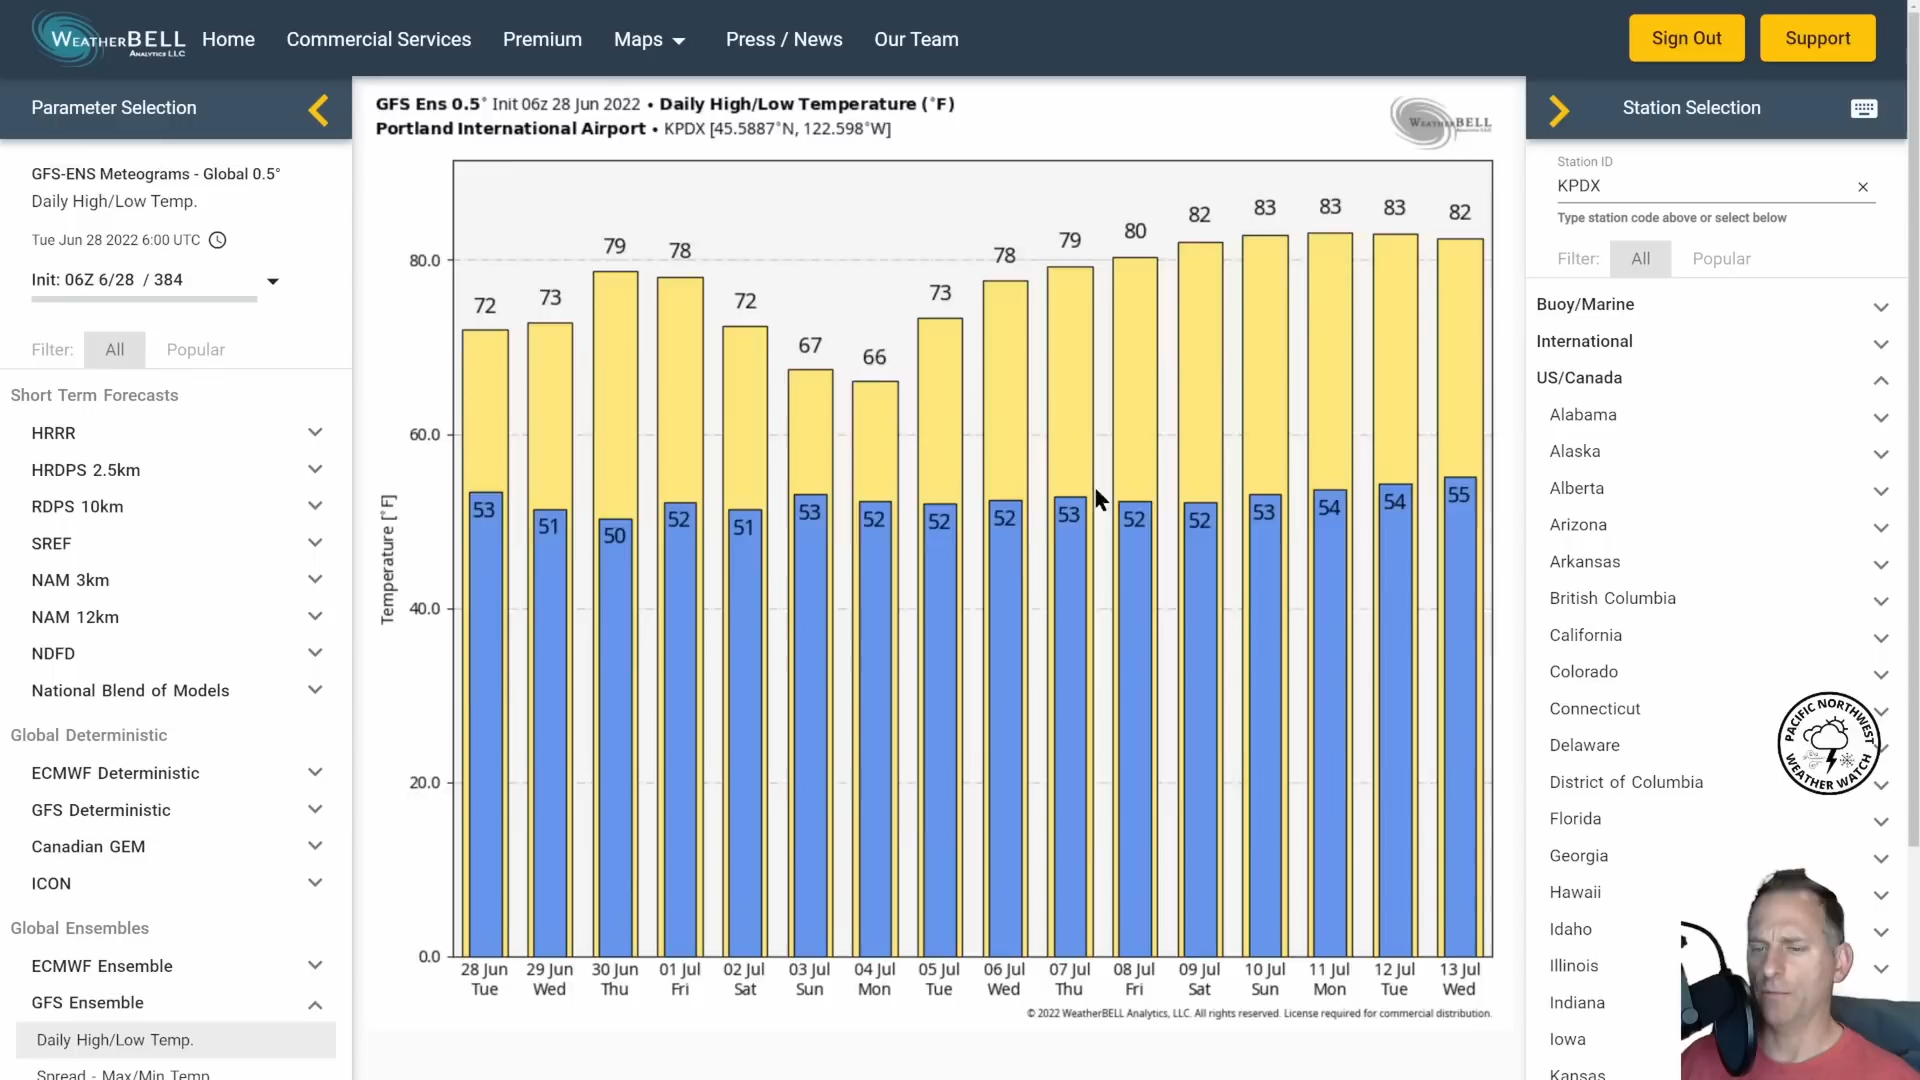 WEATHERBELL
ANALYTICS LLC
Home
Commercial Services
Premium
Maps
Press / News
Our Team
Sign Out
Support
Parameter Selection
GFS-ENS Meteograms - Global 0.5°
Daily High/Low Temp.
Tue Jun 28 2022 6:00 UTC
Init: 06Z 6/28 / 384
Filter: All Popular
Short Term Forecasts
HRRR
HRDPS 2.5km
RDPS 10km
SREF
NAM 3km
NAM 12km
NDFD
National Blend of Models
Global Deterministic
ECMWF Deterministic
GFS Deterministic
Canadian GEM
ICON
Global Ensembles
ECMWF Ensemble
GFS Ensemble
Daily High/Low Temp.
Spread - Max/Min Temp
GFS Ens 0.5° Init 06z 28 Jun 2022 • Daily High/Low Temperature (°F)
Portland International Airport • KPDX [45.5887°N, 122.598°W]
WEATHERBELL
Temperature [°F]
80.0
60.0
40.0
20.0
0.0
72 73 79 78 72 67 66 73 78 79 80 82 83 83 83 82
53 51 50 52 51 53 52 52 52 53 52 52 53 54 54 55
28 Jun 29 Jun 30 Jun 01 Jul 02 Jul 03 Jul 04 Jul 05 Jul 06 Jul 07 Jul 08 Jul 09 Jul 10 Jul 11 Jul 12 Jul 13 Jul
Tue Wed Thu Fri Sat Sun Mon Tue Wed Thu Fri Sat Sun Mon Tue Wed
© 2022 WeatherBELL Analytics, LLC. All rights reserved. License required for commercial distribution.
Station Selection
Station ID
KPDX
Type station code above or select below
Filter: All Popular
Buoy/Marine
International
US/Canada
Alabama
Alaska
Alberta
Arizona
Arkansas
British Columbia
California
Colorado
Connecticut
Delaware
District of Columbia
Florida
Georgia
Hawaii
Idaho
Illinois
Indiana
Iowa
Kansas
PACIFIC NORTHWEST
WEATHER WATCH